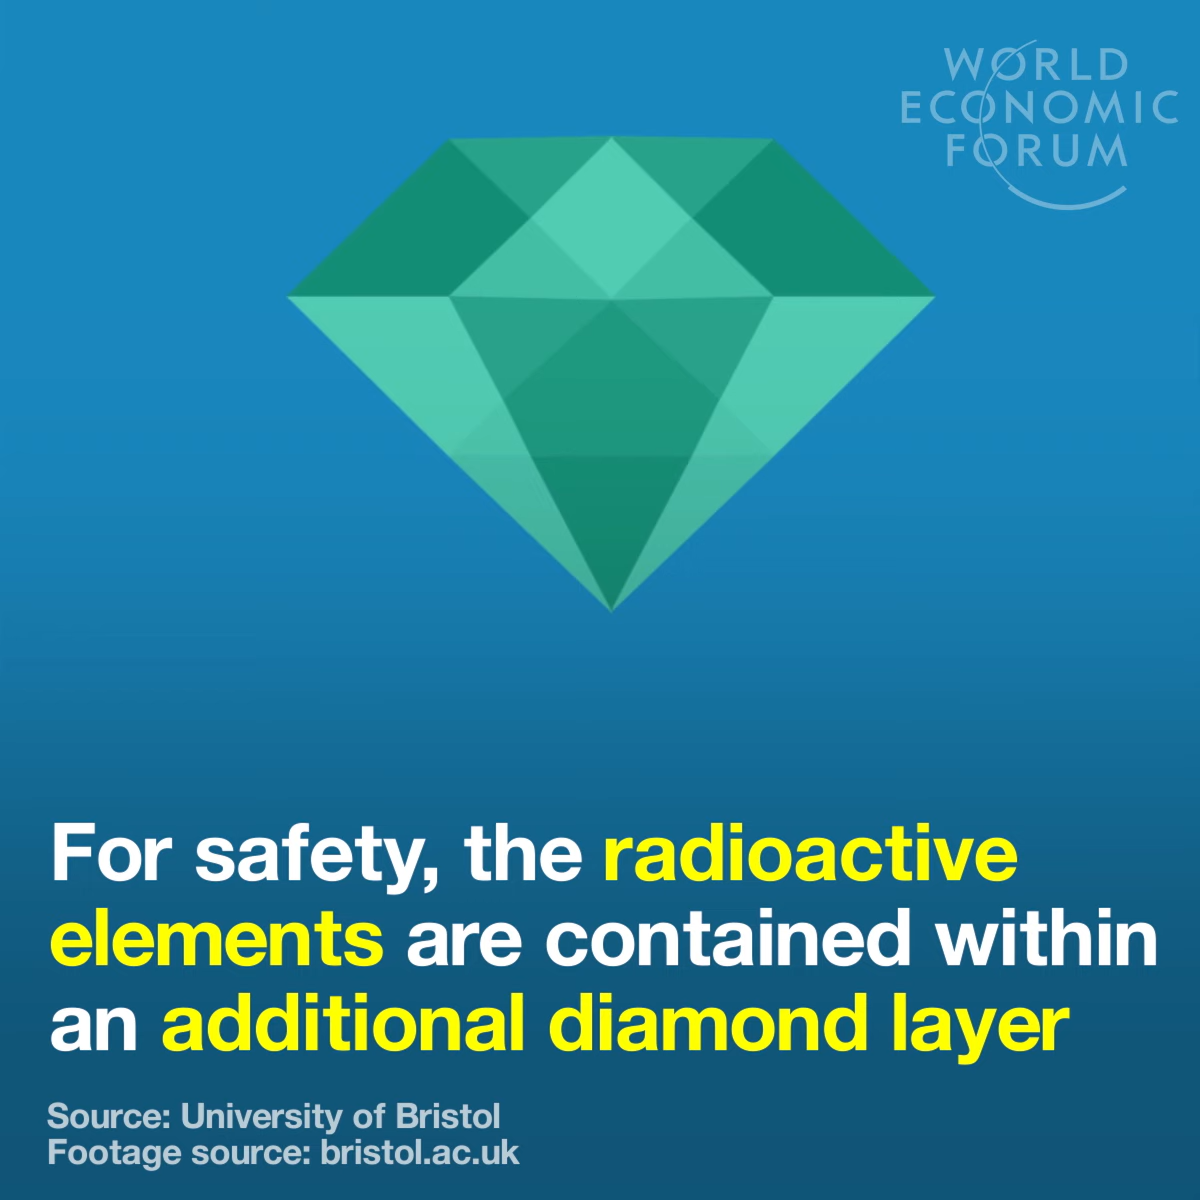 WORLD
ECONOMIC
FORUM
For safety, the radioactive
elements are contained within
an additional diamond layer
Source: University of Bristol
Footage source: bristol.ac.uk